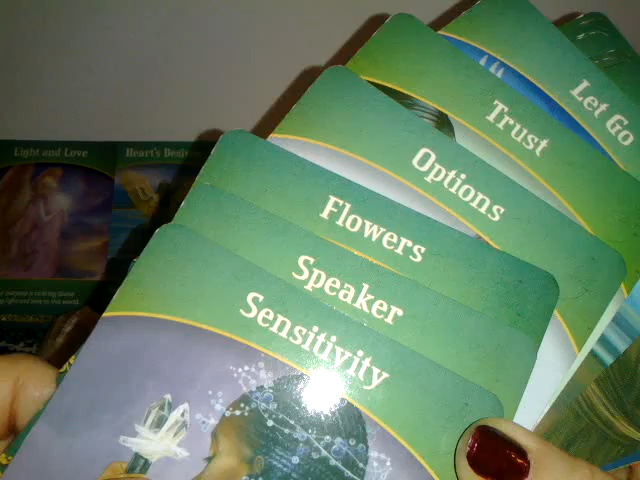 Let Go
Trust
Options
Flowers
Speaker
Sensitivity
Light and Love
Heart's Desire